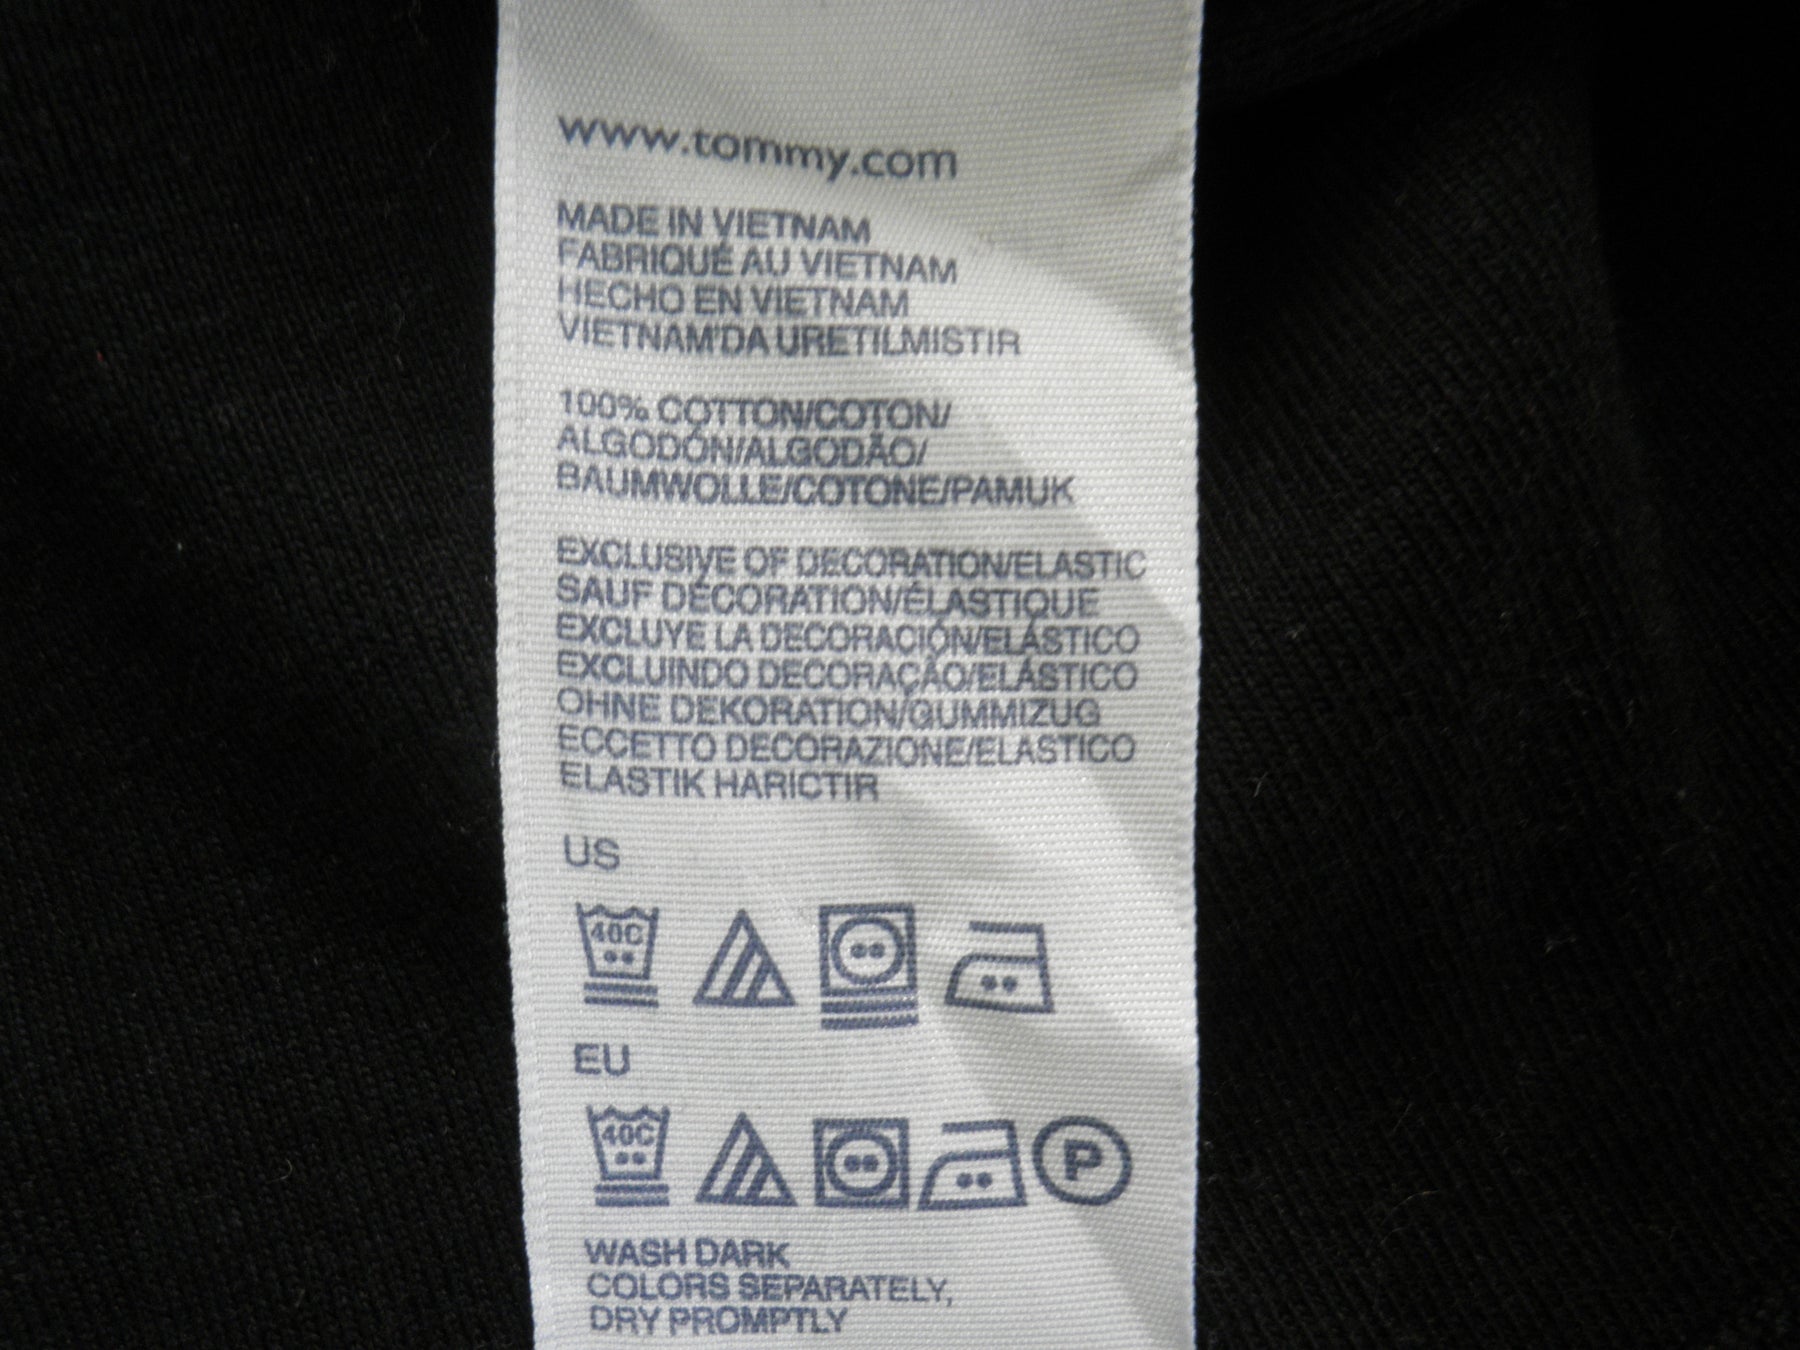 www.tommy.com
MADE IN VIETNAM
FABRIQUÉ AU VIETNAM
HECHO EN VIETNAM
VIETNAM'DA URETILMISTIR
100% COTTON/COTON/
ALGODÓN/ALGODÃO/
BAUMWOLLE/COTONE/PAMUK
EXCLUSIVE OF DECORATION/ELASTIC
SAUF DÉCORATION/ÉLASTIQUE
EXCLUYE LA DECORACIÓN/ELÁSTICO
EXCLUINDO DECORAÇÃO/ELÁSTICO
OHNE DEKORATION/GUMMIZUG
ECCETTO DECORAZIONE/ELASTICO
ELASTIK HARICTIR
US
40C
EU
40C P
WASH DARK
COLORS SEPARATELY,
DRY PROMPTLY